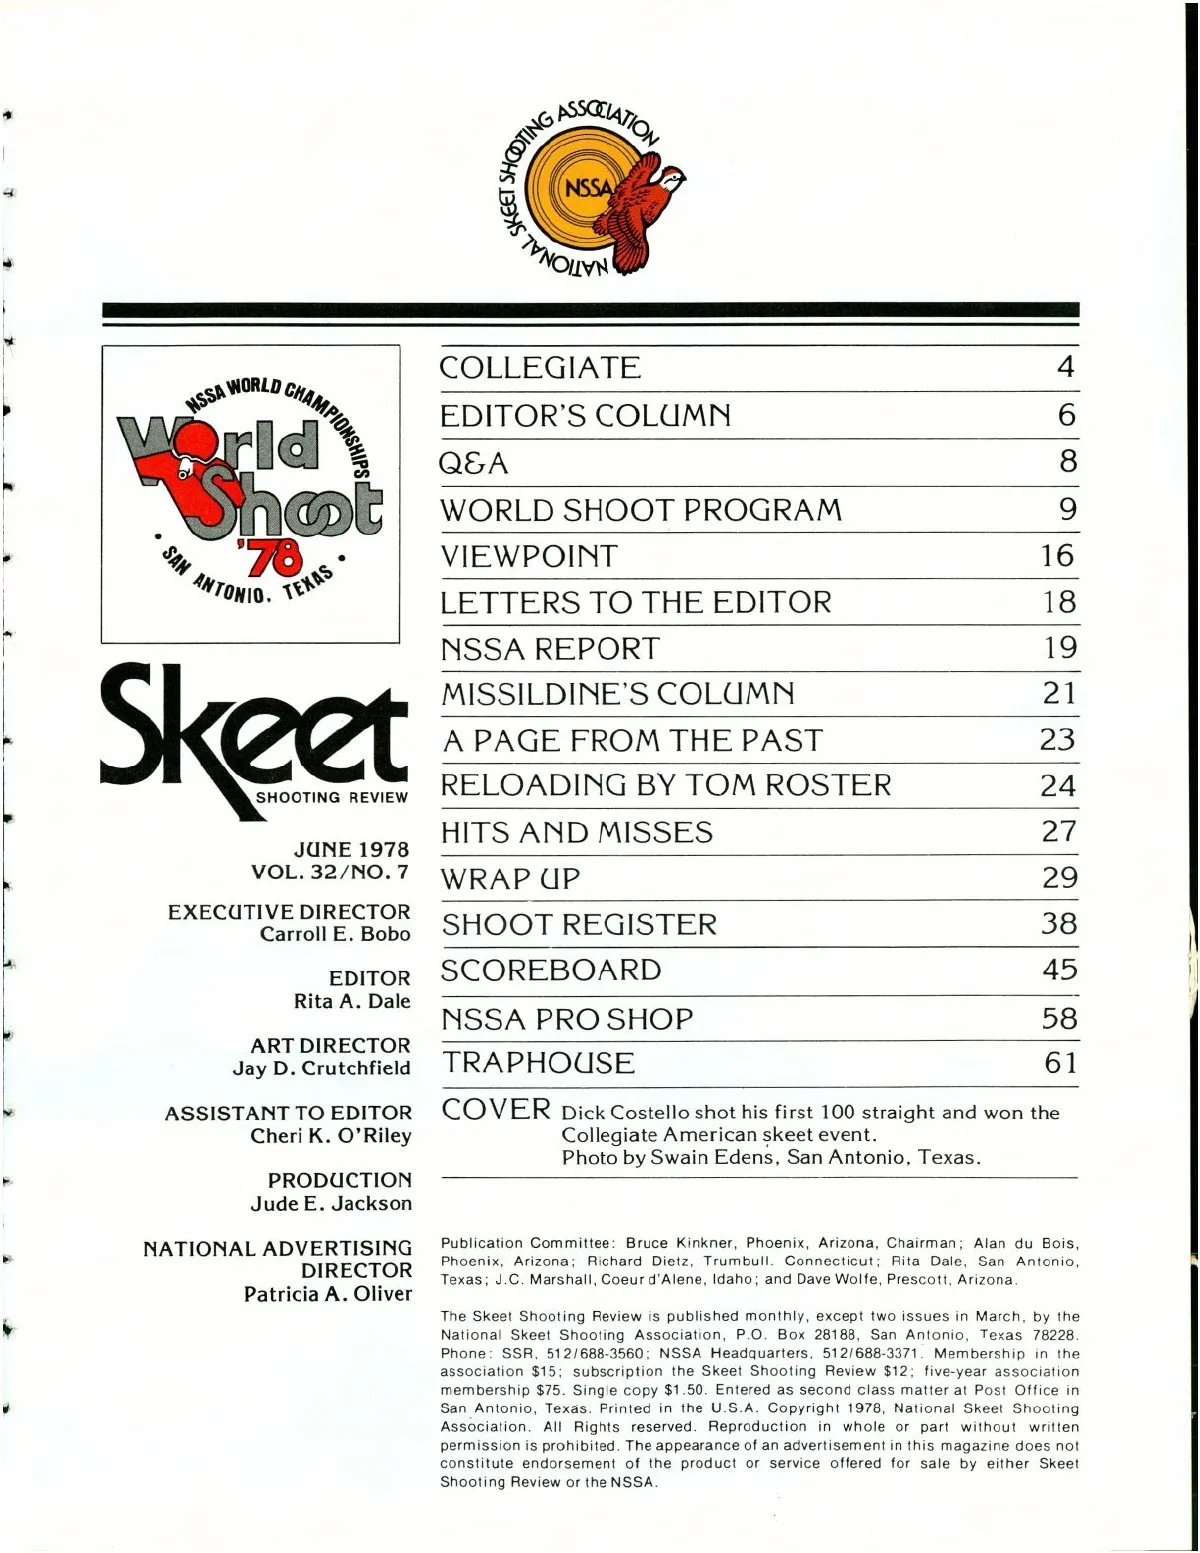 NATIONAL SKEET SHOOTING ASSOCIATION
NSSA
NSSA WORLD CHAMPIONSHIPS
World
Shoot
'78
• SAN ANTONIO, TEXAS •
Skeet
SHOOTING REVIEW
JUNE 1978
VOL. 32/NO. 7
EXECUTIVE DIRECTOR
Carroll E. Bobo
EDITOR
Rita A. Dale
ART DIRECTOR
Jay D. Crutchfield
ASSISTANT TO EDITOR
Cheri K. O'Riley
PRODUCTION
Jude E. Jackson
NATIONAL ADVERTISING
DIRECTOR
Patricia A. Oliver
COLLEGIATE 4
EDITOR'S COLUMN 6
Q&A 8
WORLD SHOOT PROGRAM 9
VIEWPOINT 16
LETTERS TO THE EDITOR 18
NSSA REPORT 19
MISSILDINE'S COLUMN 21
A PAGE FROM THE PAST 23
RELOADING BY TOM ROSTER 24
HITS AND MISSES 27
WRAP UP 29
SHOOT REGISTER 38
SCOREBOARD 45
NSSA PRO SHOP 58
TRAPHOUSE 61
COVER Dick Costello shot his first 100 straight and won the
Collegiate American skeet event.
Photo by Swain Edens, San Antonio, Texas.
Publication Committee: Bruce Kinkner, Phoenix, Arizona, Chairman; Alan du Bois,
Phoenix, Arizona; Richard Dietz, Trumbull. Connecticut; Rita Dale, San Antonio,
Texas; J.C. Marshall, Coeur d'Alene, Idaho; and Dave Wolfe, Prescott, Arizona.
The Skeet Shooting Review is published monthly, except two issues in March, by the
National Skeet Shooting Association, P.O. Box 28188, San Antonio, Texas 78228.
Phone: SSR, 512/688-3560; NSSA Headquarters, 512/688-3371. Membership in the
association $15; subscription the Skeet Shooting Review $12; five-year association
membership $75. Single copy $1.50. Entered as second class matter at Post Office in
San Antonio, Texas. Printed in the U.S.A. Copyright 1978, National Skeet Shooting
Association. All Rights reserved. Reproduction in whole or part without written
permission is prohibited. The appearance of an advertisement in this magazine does not
constitute endorsement of the product or service offered for sale by either Skeet
Shooting Review or the NSSA.